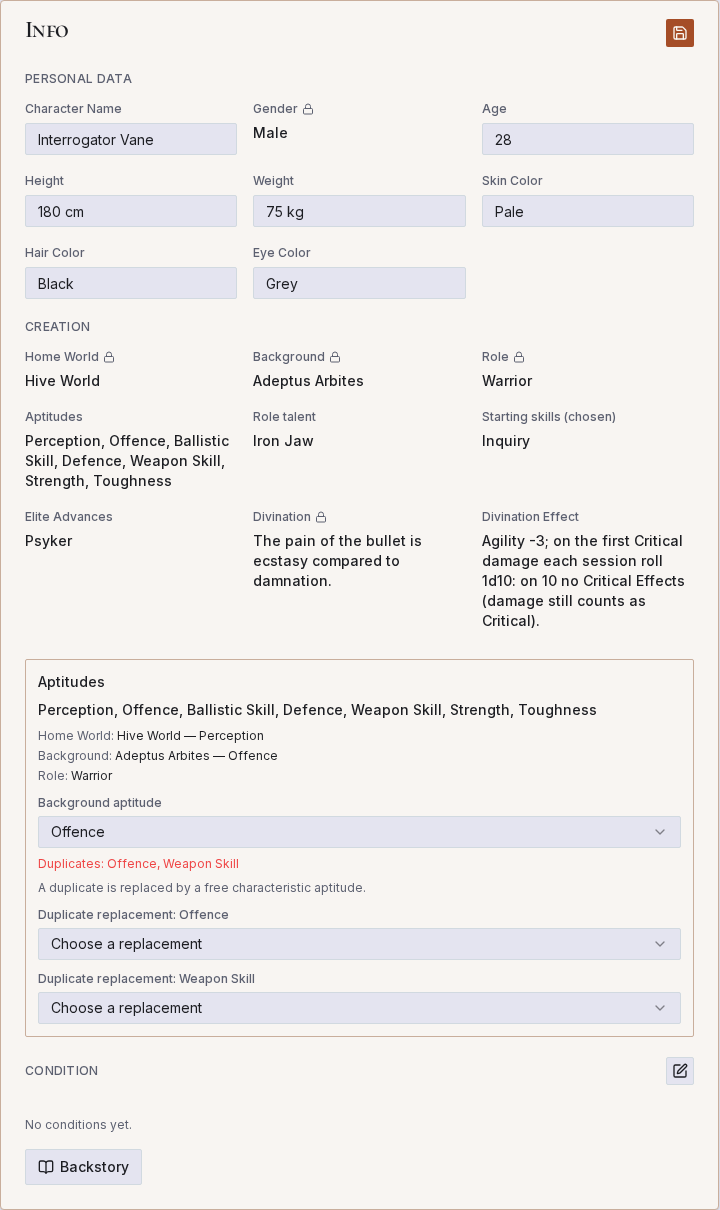 Info
PERSONAL DATA
Character Name
Gender
Age
Interrogator Vane
Male
28
Height
Weight
Skin Color
180 cm
75 kg
Pale
Hair Color
Eye Color
Black
Grey
CREATION
Home World
Background
Role
Hive World
Adeptus Arbites
Warrior
Aptitudes
Role talent
Starting skills (chosen)
Perception, Offence, Ballistic
Skill, Defence, Weapon Skill,
Strength, Toughness
Iron Jaw
Inquiry
Elite Advances
Divination
Divination Effect
Psyker
The pain of the bullet is
ecstasy compared to
damnation.
Agility -3; on the first Critical
damage each session roll
1d10: on 10 no Critical Effects
(damage still counts as
Critical).
Aptitudes
Perception, Offence, Ballistic Skill, Defence, Weapon Skill, Strength, Toughness
Home World: Hive World — Perception
Background: Adeptus Arbites — Offence
Role: Warrior
Background aptitude
Offence
Duplicates: Offence, Weapon Skill
A duplicate is replaced by a free characteristic aptitude.
Duplicate replacement: Offence
Choose a replacement
Duplicate replacement: Weapon Skill
Choose a replacement
CONDITION
No conditions yet.
Backstory